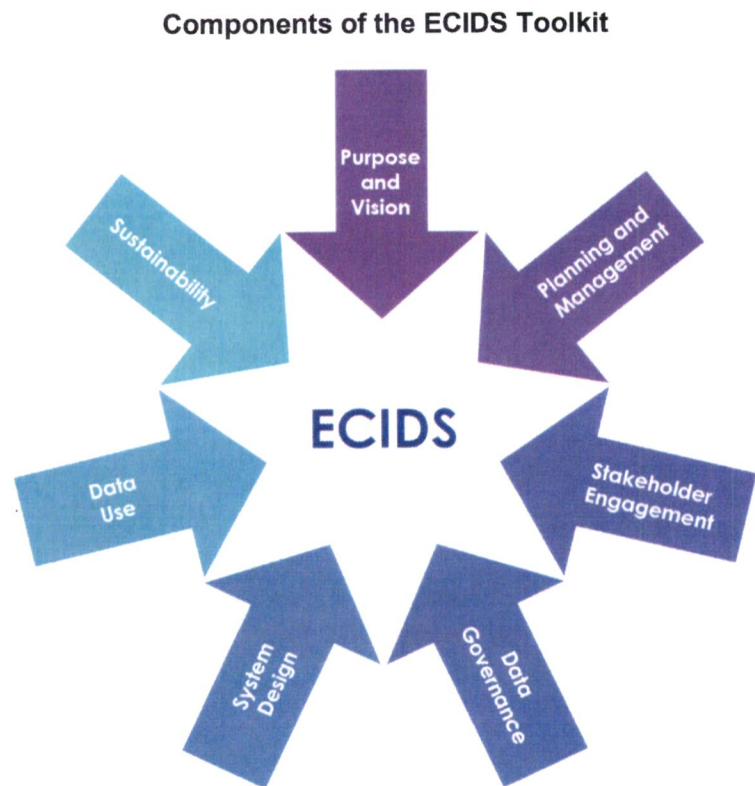 Components of the ECIDS Toolkit
Purpose
and
Vision
Planning and
Management
Stakeholder
Engagement
Data
Governance
System
Design
Data
Use
Sustainability
ECIDS